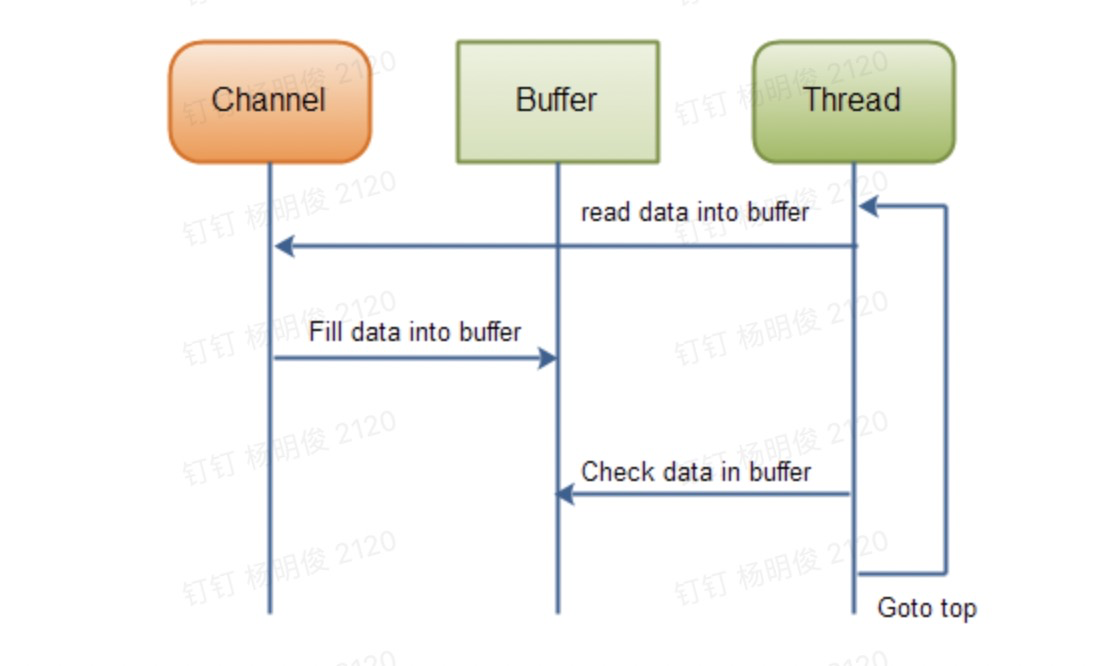 Channel
Buffer
Thread
read data into buffer
Fill data into buffer
Check data in buffer
Goto top
钉钉 杨明俊 2120
钉钉 杨明俊 2120
钉钉 杨明俊 2120
钉钉 杨明俊 2120
钉钉 杨明俊 2120
钉钉 杨明俊 2120
钉钉 杨明俊 2120
钉钉 杨明俊 2120
钉钉 杨明俊 2120
钉钉 杨明俊 2120